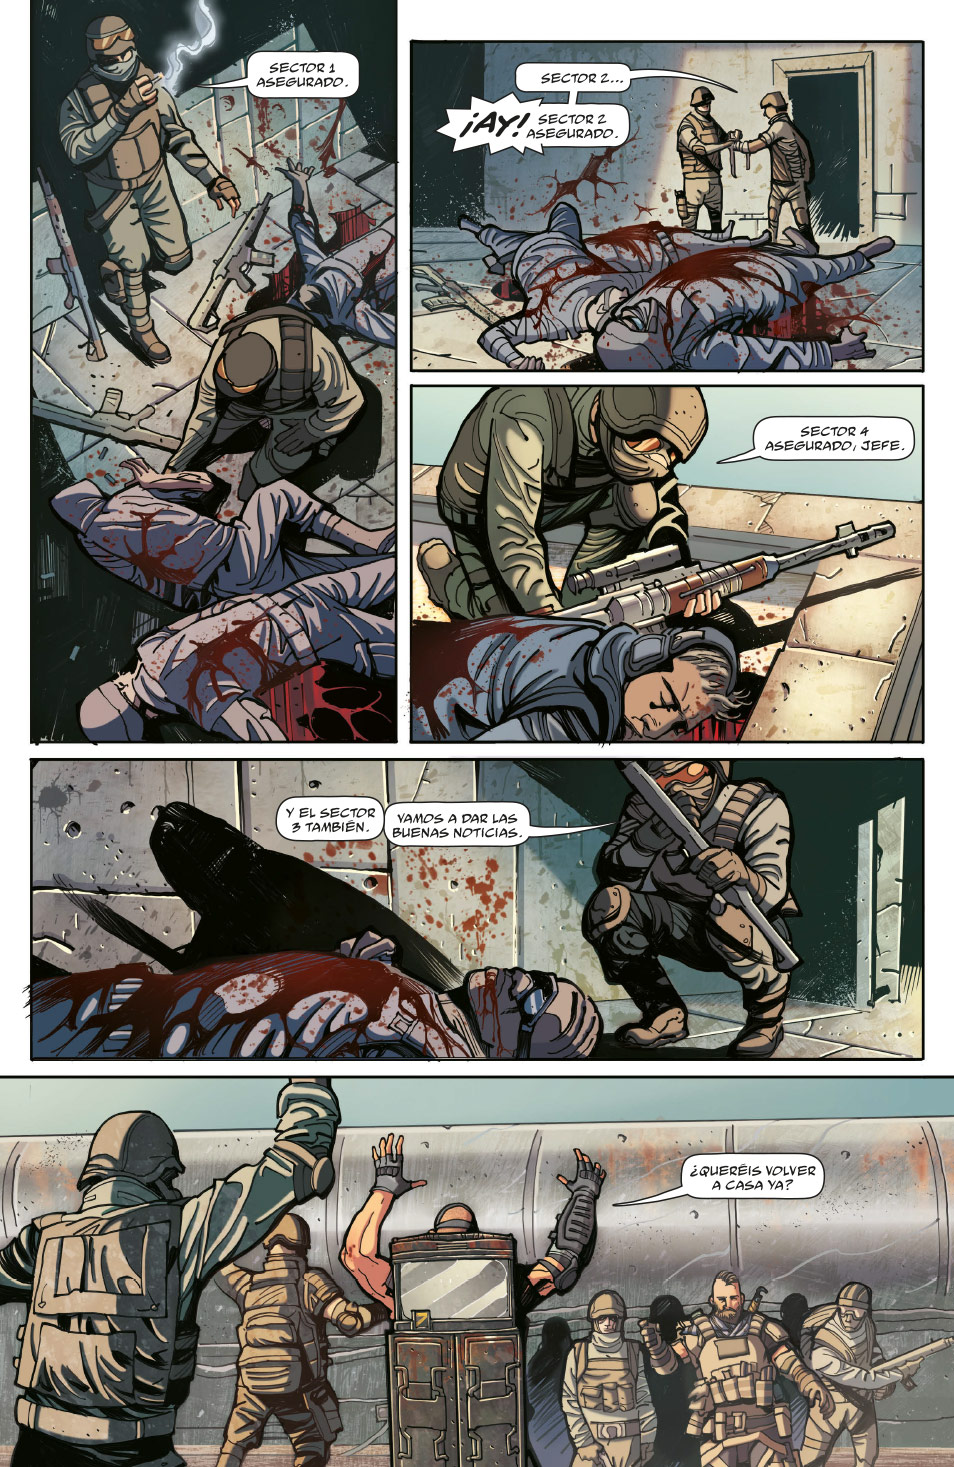 SECTOR 1
ASEGURADO.
SECTOR 2...
¡AY!
SECTOR 2
ASEGURADO.
SECTOR 4
ASEGURADO, JEFE.
Y EL SECTOR
3 TAMBIÉN.
VAMOS A DAR LAS
BUENAS NOTICIAS.
¿QUERÉIS VOLVER
A CASA YA?